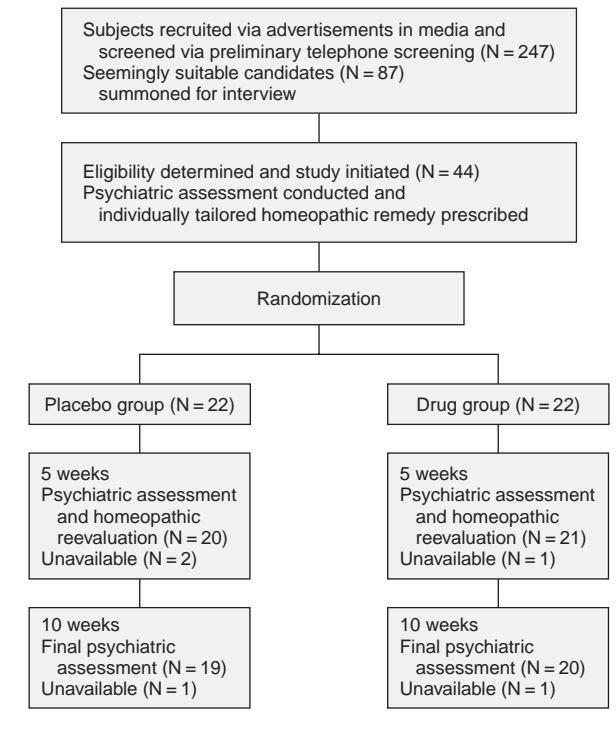 Subjects recruited via advertisements in media and
screened via preliminary telephone screening (N = 247)
Seemingly suitable candidates (N = 87)
summoned for interview
Eligibility determined and study initiated (N = 44)
Psychiatric assessment conducted and
individually tailored homeopathic remedy prescribed
Randomization
Placebo group (N = 22)
Drug group (N = 22)
5 weeks
Psychiatric assessment
and homeopathic
reevaluation (N = 20)
Unavailable (N = 2)
5 weeks
Psychiatric assessment
and homeopathic
reevaluation (N = 21)
Unavailable (N = 1)
10 weeks
Final psychiatric
assessment (N = 19)
Unavailable (N = 1)
10 weeks
Final psychiatric
assessment (N = 20)
Unavailable (N = 1)